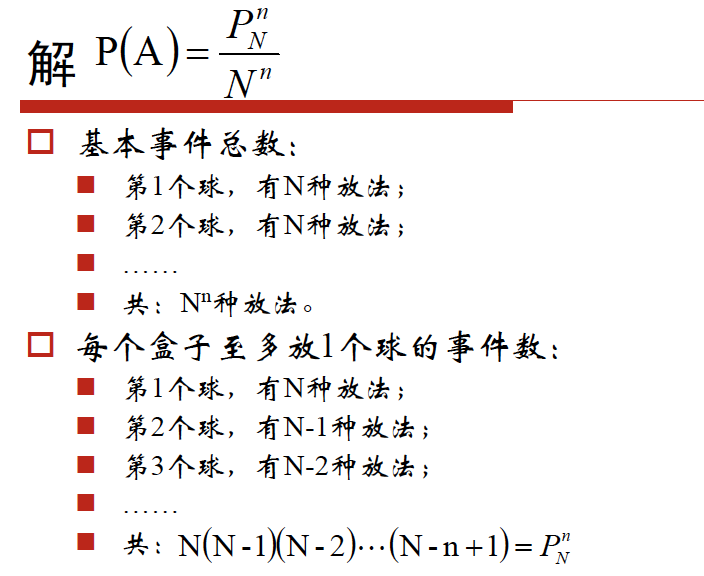 解 P(A)=P_N^n/N^n
基本事件总数：
第1个球，有N种放法；
第2个球，有N种放法；
……
共：Nⁿ种放法。
每个盒子至多放1个球的事件数：
第1个球，有N种放法；
第2个球，有N-1种放法；
第3个球，有N-2种放法；
……
共：N(N-1)(N-2)⋯(N-n+1)=P_N^n